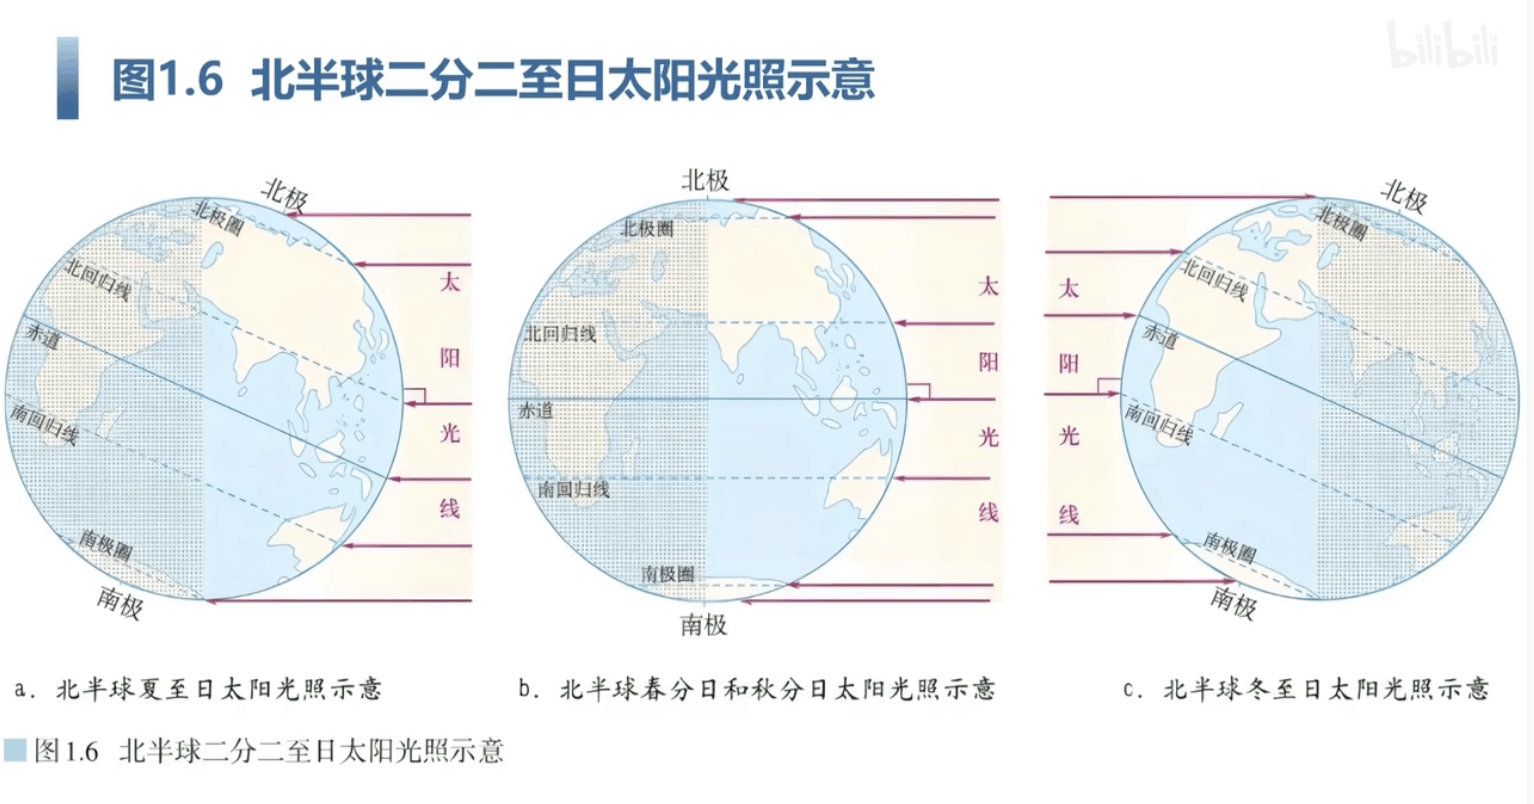 bilibili
图1.6 北半球二分二至日太阳光照示意
北极
北极圈
北回归线
赤道
南回归线
南极圈
南极
太
阳
光
线
a. 北半球夏至日太阳光照示意
北极
北极圈
北回归线
赤道
南回归线
南极圈
南极
太
阳
光
线
b. 北半球春分日和秋分日太阳光照示意
太
阳
光
线
北极
北极圈
北回归线
赤道
南回归线
南极圈
南极
c. 北半球冬至日太阳光照示意
图1.6 北半球二分二至日太阳光照示意